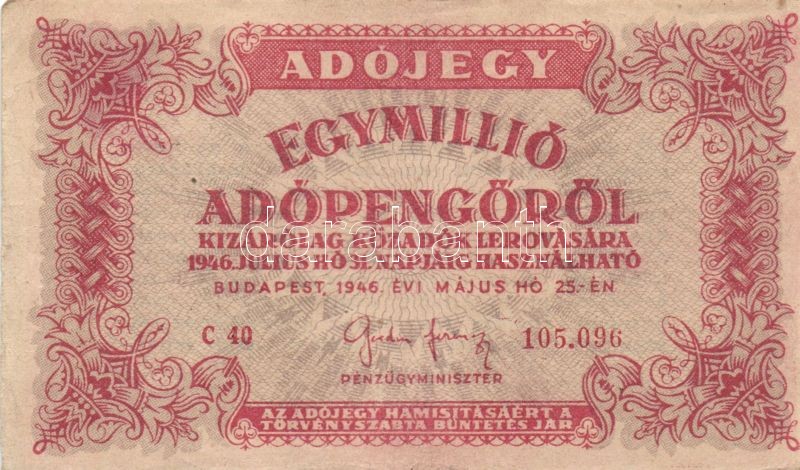 ADÓJEGY
EGYMILLIÓ
ADÓPENGŐRŐL
KIZÁRÓLAG KÖZADÓK LEROVÁSÁRA
1946. JÚLIUS HÓ 31. NAPJÁIG HASZNÁLHATÓ
BUDAPEST, 1946. ÉVI MÁJUS HÓ 25.-ÉN
C 40
105.096
PÉNZÜGYMINISZTER
AZ ADÓJEGY HAMISITÁSÁÉRT A
TÖRVÉNYSZABTA BÜNTETÉS JÁR
darabanth